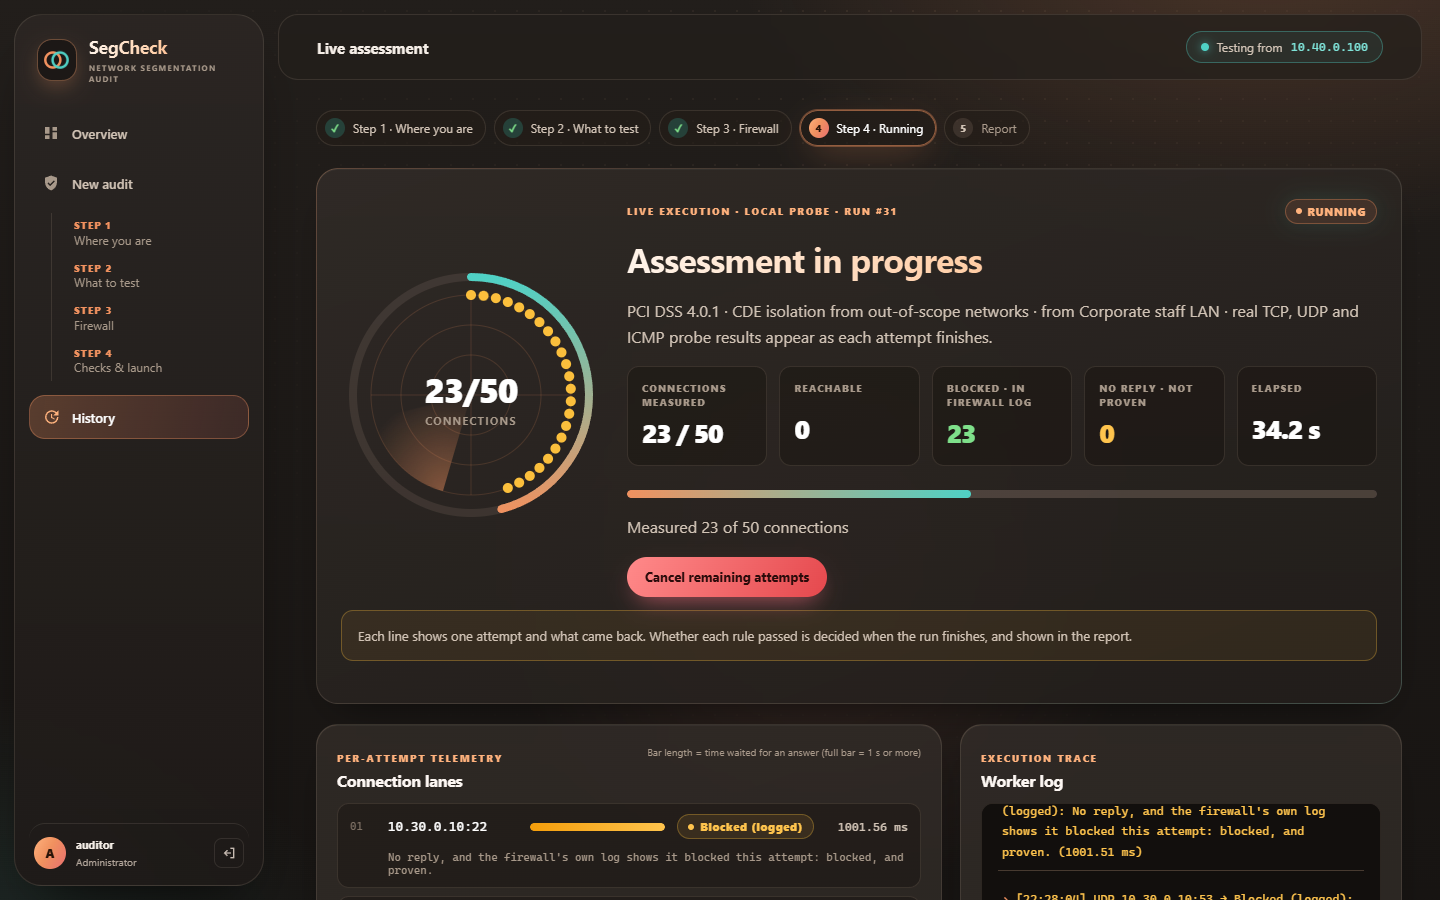 SegCheck
NETWORK SEGMENTATION
AUDIT
Overview
New audit
STEP 1
Where you are
STEP 2
What to test
STEP 3
Firewall
STEP 4
Checks & launch
History
A
auditor
Administrator
Live assessment
Testing from 10.40.0.100
Step 1 · Where you are
Step 2 · What to test
Step 3 · Firewall
4 Step 4 · Running
5 Report
LIVE EXECUTION · LOCAL PROBE · RUN #31
RUNNING
Assessment in progress
PCI DSS 4.0.1 · CDE isolation from out-of-scope networks · from Corporate staff LAN · real TCP, UDP and
ICMP probe results appear as each attempt finishes.
23/50
CONNECTIONS
CONNECTIONS
MEASURED
23 / 50
REACHABLE
0
BLOCKED · IN
FIREWALL LOG
23
NO REPLY · NOT
PROVEN
0
ELAPSED
34.2 s
Measured 23 of 50 connections
Cancel remaining attempts
Each line shows one attempt and what came back. Whether each rule passed is decided when the run finishes, and shown in the report.
PER-ATTEMPT TELEMETRY
Bar length = time waited for an answer (full bar = 1 s or more)
Connection lanes
01 10.30.0.10:22 Blocked (logged) 1001.56 ms
No reply, and the firewall's own log shows it blocked this attempt: blocked, and
proven.
EXECUTION TRACE
Worker log
(logged): No reply, and the firewall's own log
shows it blocked this attempt: blocked, and
proven. (1001.51 ms)
› [22:28:04] UDP 10.30.0.10:53 → Blocked (logged):